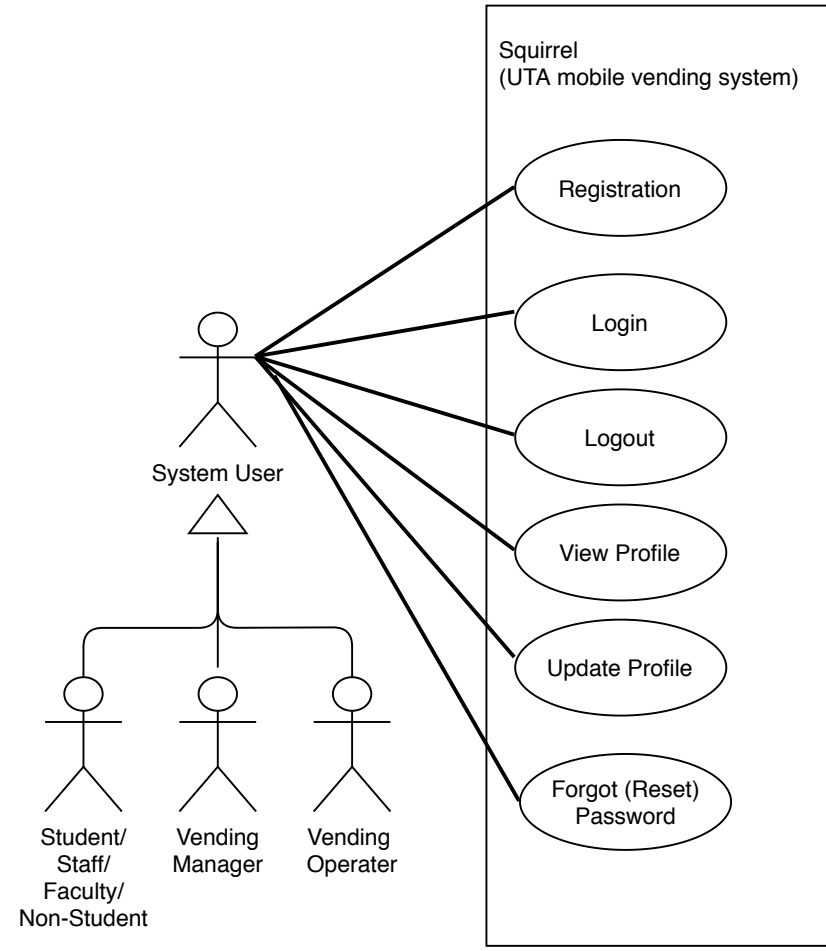 Squirrel
(UTA mobile vending system)
Registration
Login
Logout
System User
View Profile
Update Profile
Forgot (Reset)
Password
Student/
Staff/
Faculty/
Non-Student
Vending
Manager
Vending
Operater